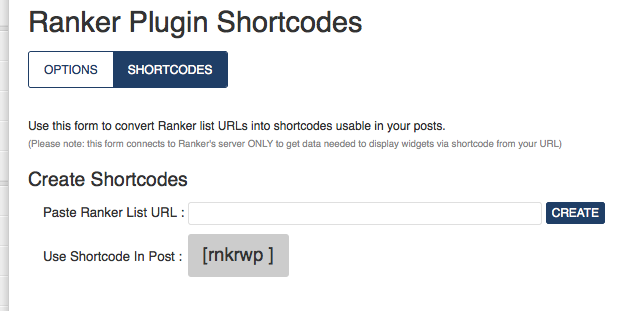 Ranker Plugin Shortcodes
OPTIONS SHORTCODES
Use this form to convert Ranker list URLs into shortcodes usable in your posts.
(Please note: this form connects to Ranker's server ONLY to get data needed to display widgets via shortcode from your URL)
Create Shortcodes
Paste Ranker List URL : CREATE
Use Shortcode In Post : [rnkrwp ]